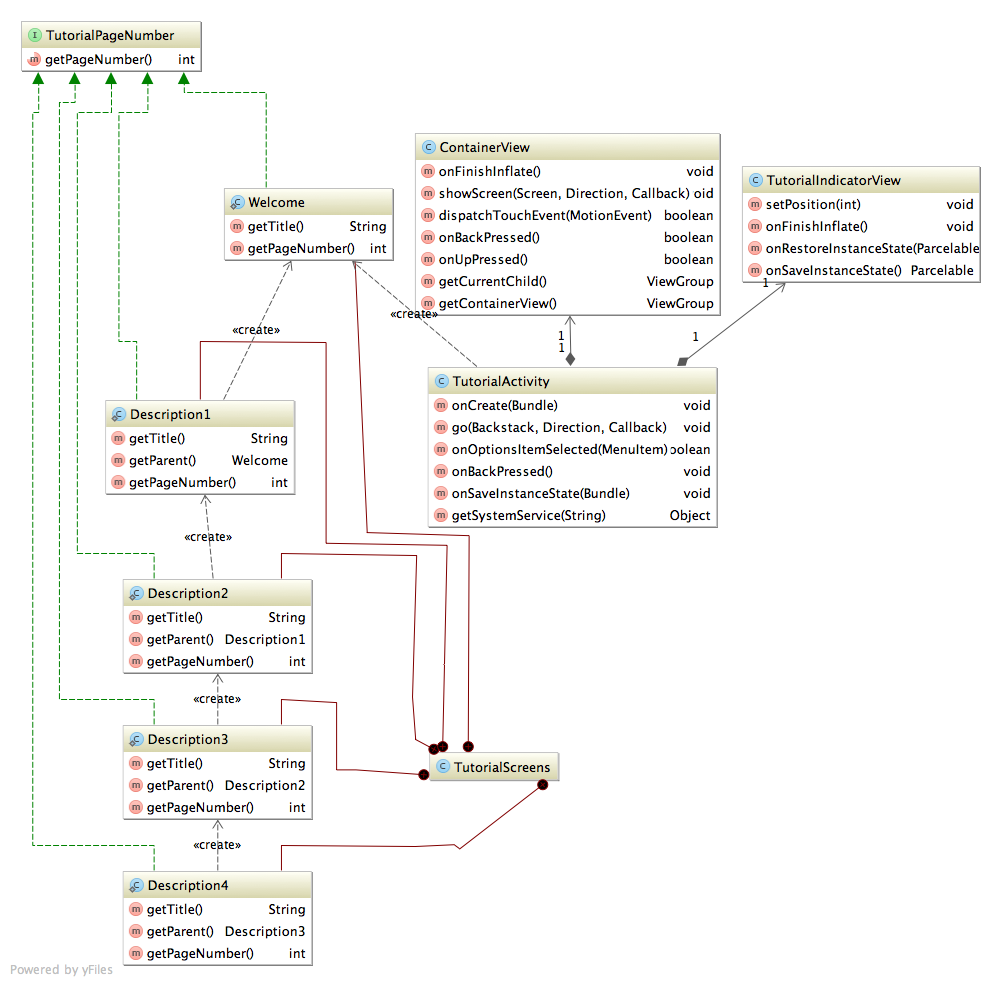 TutorialPageNumber
getPageNumber() int
Welcome
getTitle() String
getPageNumber() int
ContainerView
onFinishInflate() void
showScreen(Screen, Direction, Callback) oid
dispatchTouchEvent(MotionEvent) boolean
onBackPressed() boolean
onUpPressed() boolean
getCurrentChild() ViewGroup
getContainerView() ViewGroup
TutorialIndicatorView
setPosition(int) void
onFinishInflate() void
onRestoreInstanceState(Parcelable
onSaveInstanceState() Parcelable
1
«create»
«create»
1
1
1
TutorialActivity
onCreate(Bundle) void
go(Backstack, Direction, Callback) void
onOptionsItemSelected(MenuItem) oolean
onBackPressed() void
onSaveInstanceState(Bundle) void
getSystemService(String) Object
Description1
getTitle() String
getParent() Welcome
getPageNumber() int
«create»
Description2
getTitle() String
getParent() Description1
getPageNumber() int
«create»
Description3
getTitle() String
getParent() Description2
getPageNumber() int
TutorialScreens
«create»
Description4
getTitle() String
getParent() Description3
getPageNumber() int
Powered by yFiles